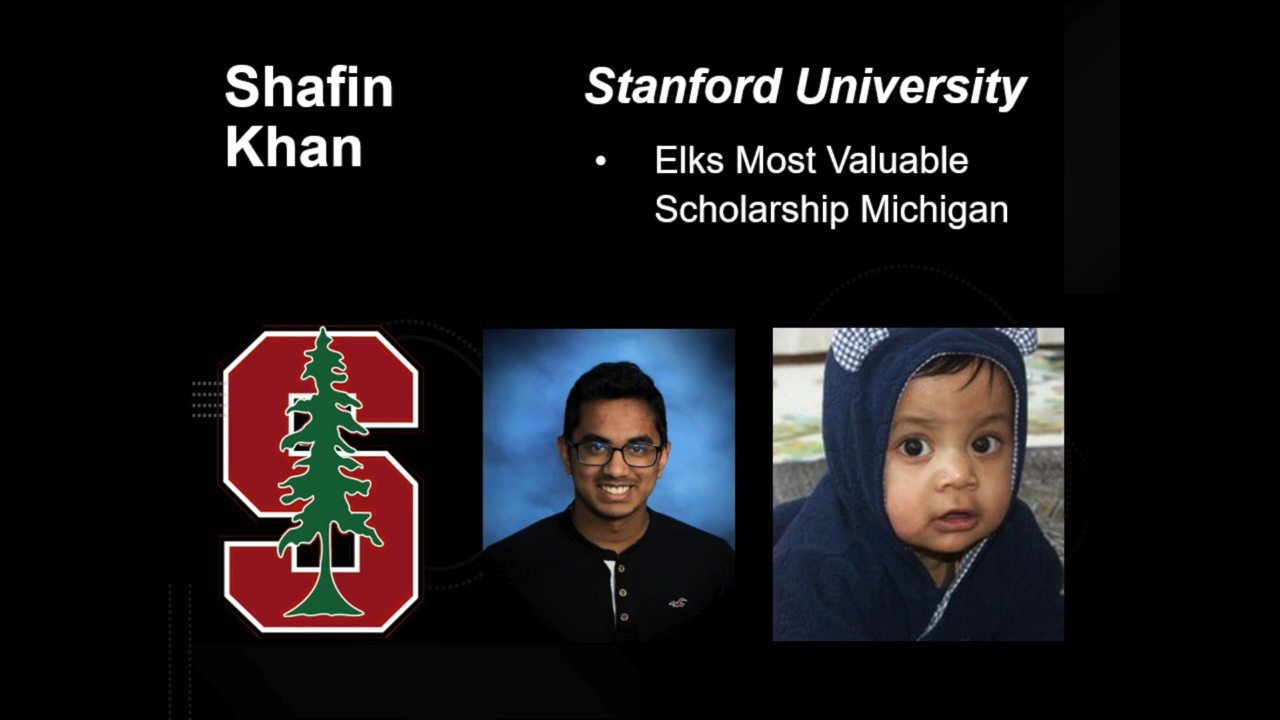 Shafin
Khan
Stanford University
• Elks Most Valuable
Scholarship Michigan